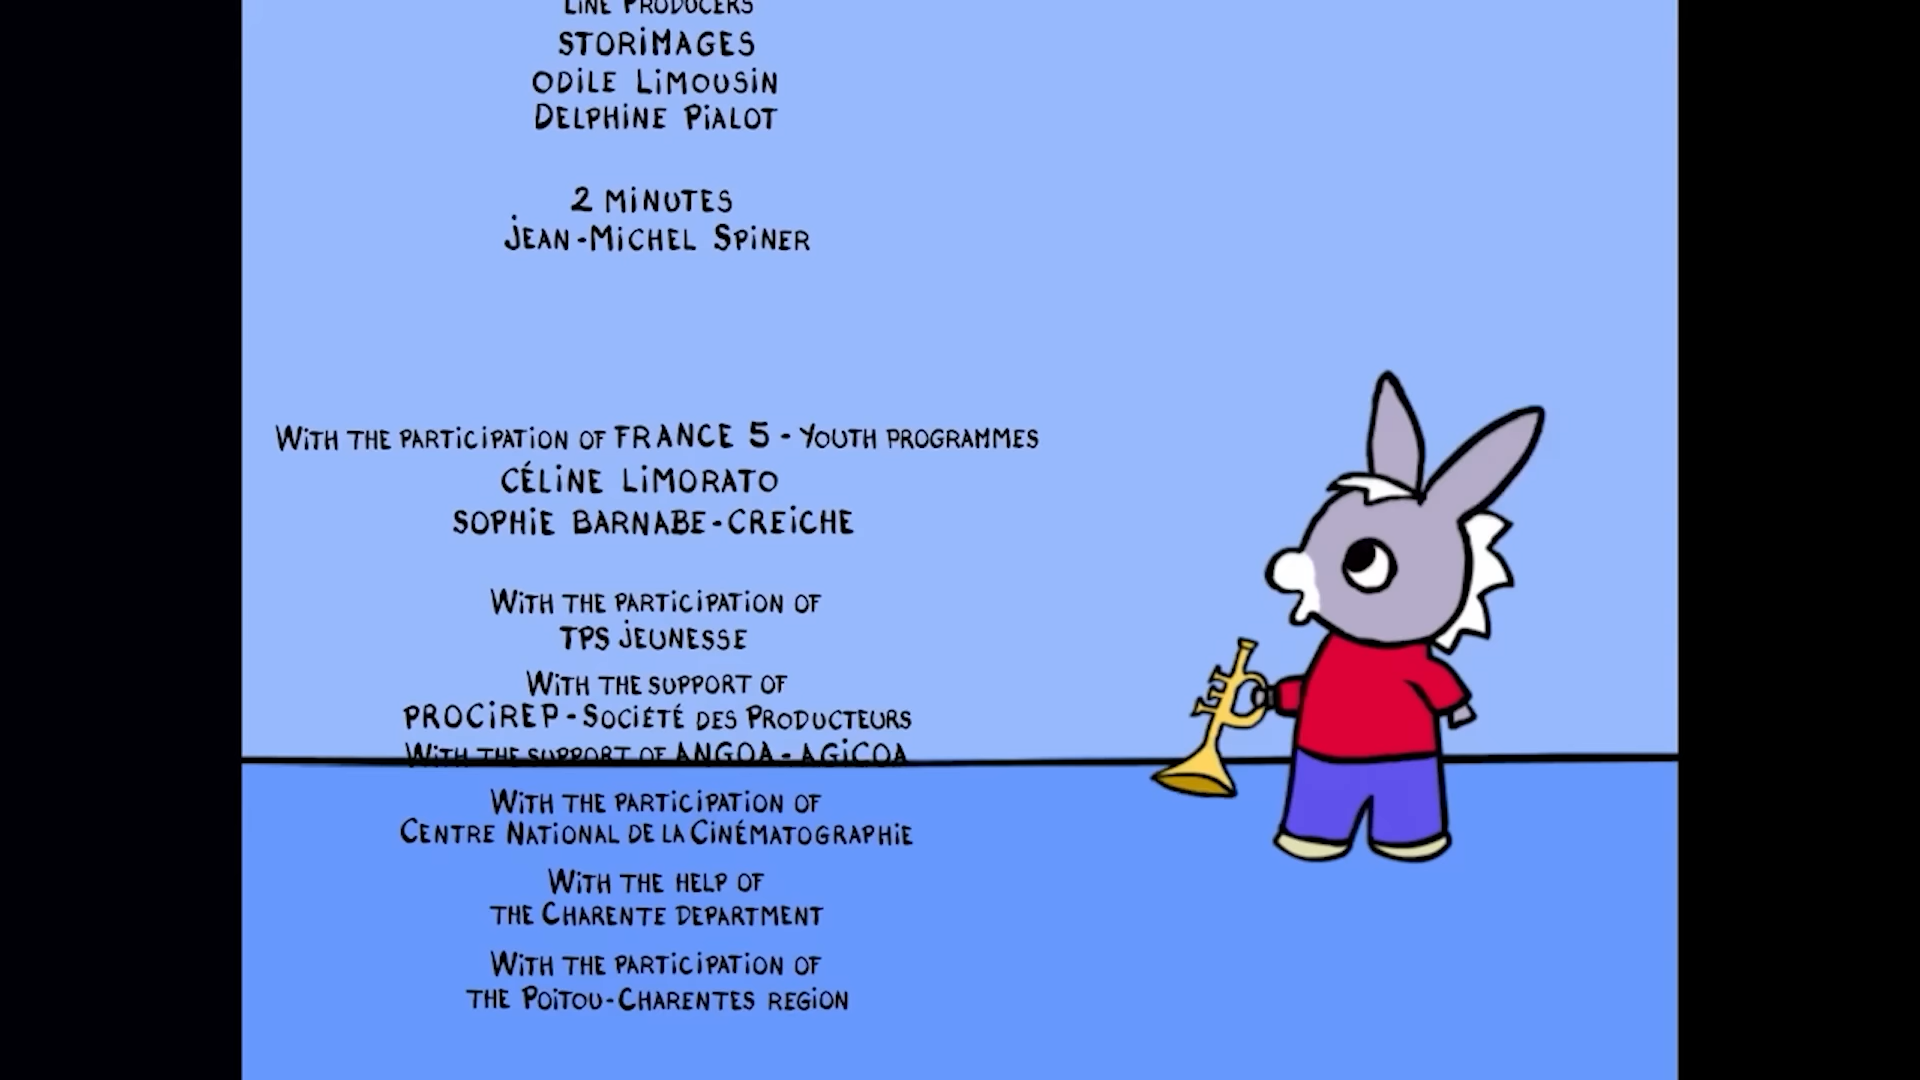 LINE PRODUCERS
STORIMAGES
ODILE LIMOUSIN
DELPHINE PIALOT
2 MINUTES
JEAN-MICHEL SPINER
WITH THE PARTICIPATION OF FRANCE 5 - YOUTH PROGRAMMES
CÉLINE LIMORATO
SOPHIE BARNABE-CREICHE
WITH THE PARTICIPATION OF
TPS JEUNESSE
WITH THE SUPPORT OF
PROCIREP - SOCIÉTÉ DES PRODUCTEURS
WITH THE SUPPORT OF ANGOA - AGICOA
WITH THE PARTICIPATION OF
CENTRE NATIONAL DE LA CINÉMATOGRAPHIE
WITH THE HELP OF
THE CHARENTE DEPARTMENT
WITH THE PARTICIPATION OF
THE POITOU-CHARENTES REGION